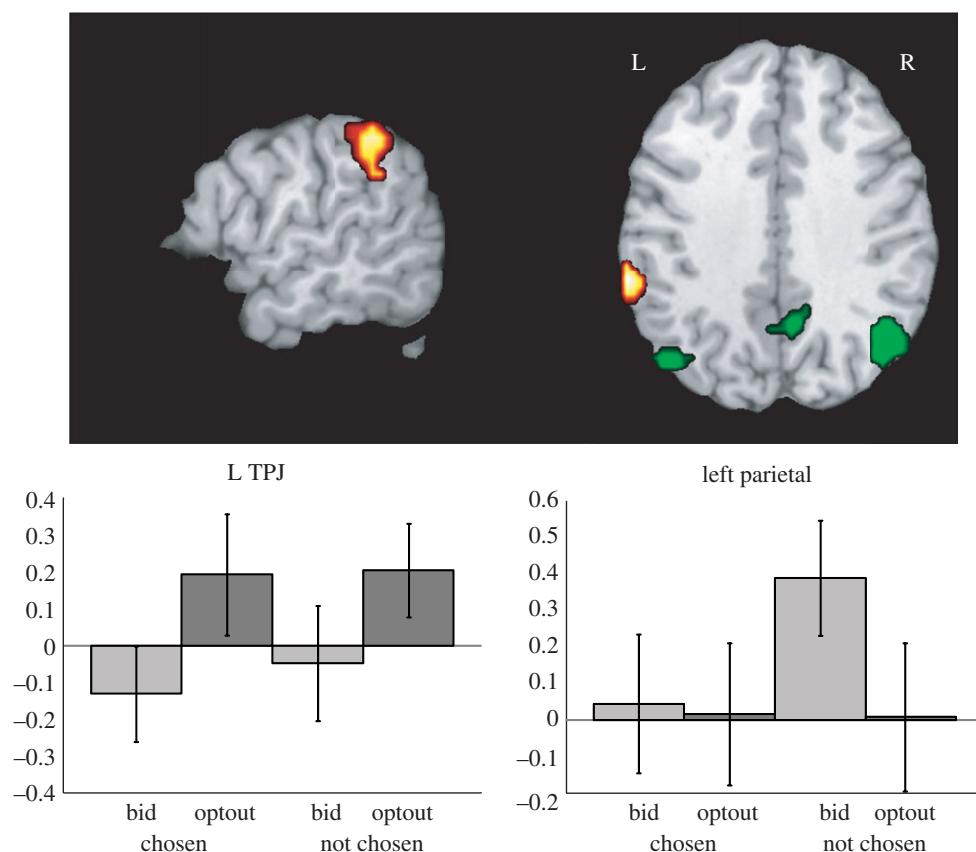 L R
L TPJ
0.4
0.3
0.2
0.1
0
–0.1
–0.2
–0.3
–0.4
bid optout bid optout
chosen not chosen
left parietal
0.6
0.5
0.4
0.3
0.2
0.1
0
–0.1
–0.2
bid optout bid optout
chosen not chosen